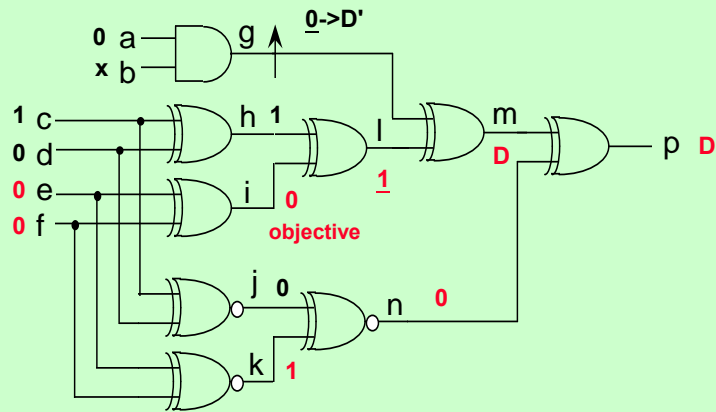 0 a g 0->D'
x b
1 c h 1 l m
0 d D p D
0 e i 0 1
0 f objective
j 0 n 0
k 1